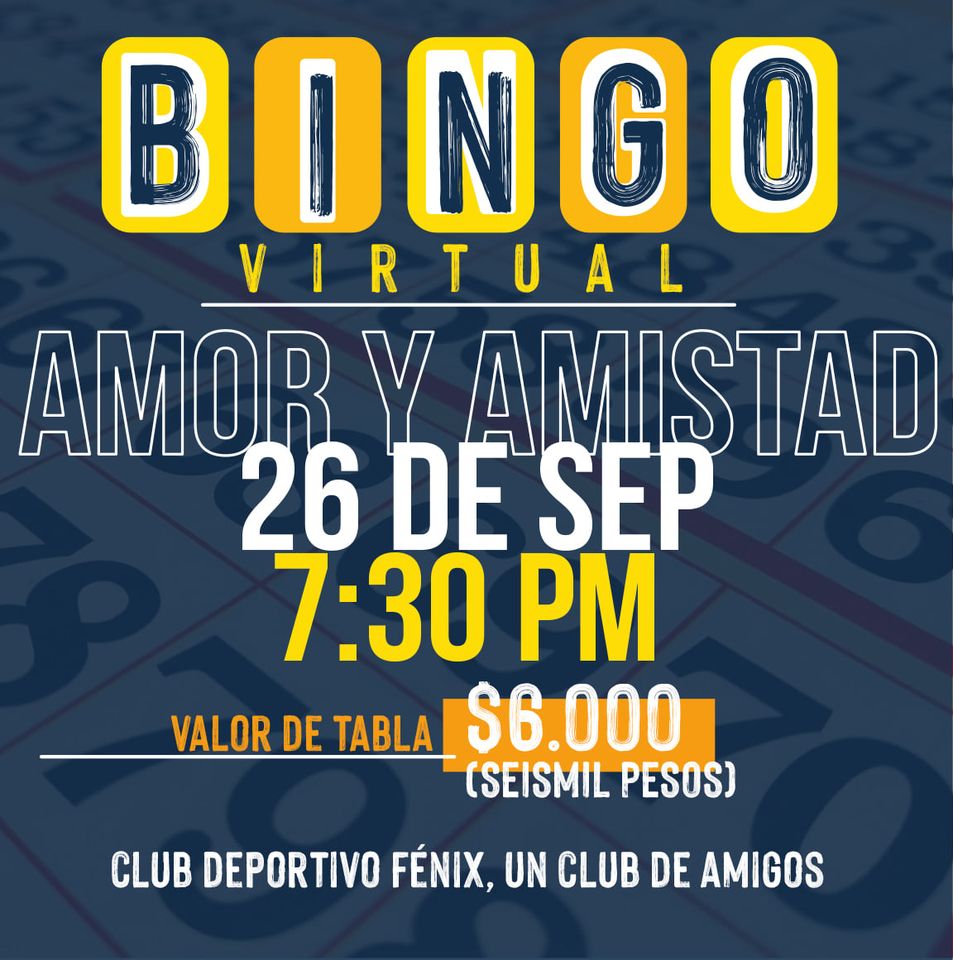 BINGO
VIRTUAL
AMOR Y AMISTAD
26 DE SEP
7:30 PM
VALOR DE TABLA $6.000
(SEISMIL PESOS)
CLUB DEPORTIVO FÉNIX, UN CLUB DE AMIGOS